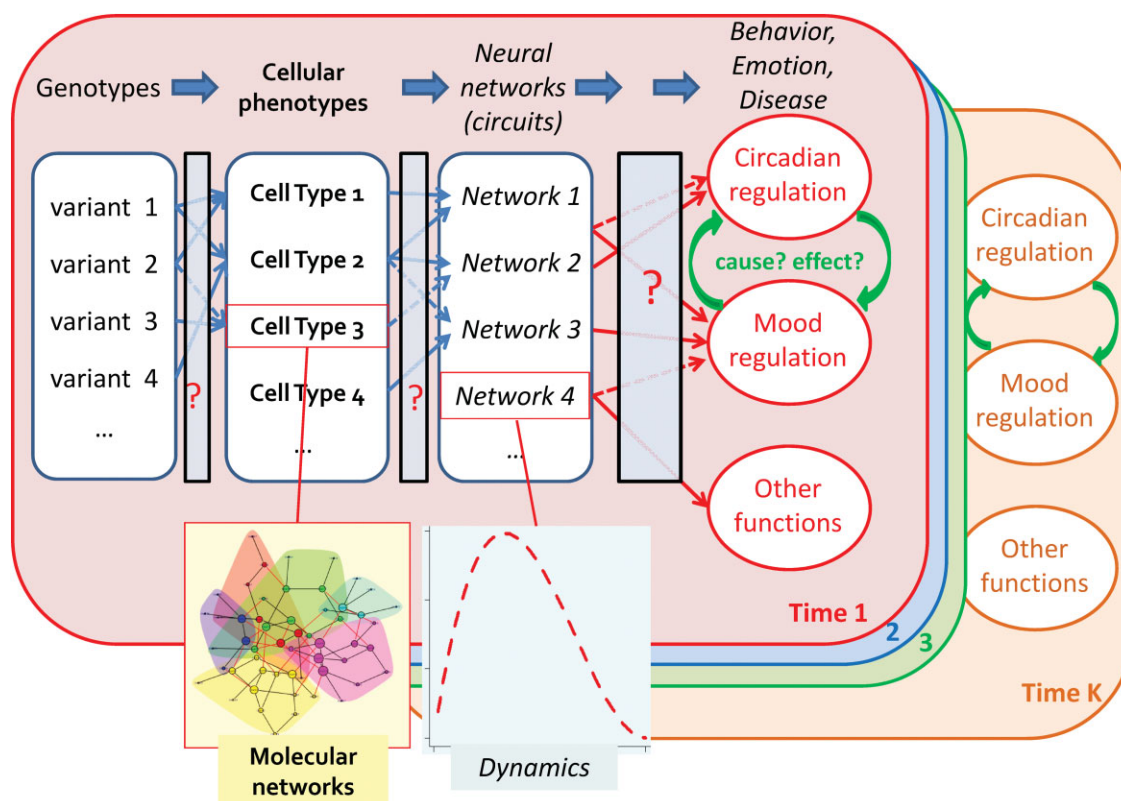 Genotypes
Cellular
phenotypes
Neural
networks
(circuits)
Behavior,
Emotion,
Disease
variant 1
variant 2
variant 3
variant 4
...
?
Cell Type 1
Cell Type 2
Cell Type 3
Cell Type 4
...
?
Network 1
Network 2
Network 3
Network 4
...
?
Circadian
regulation
cause? effect?
Mood
regulation
Other
functions
Time 1
2
3
Circadian
regulation
Mood
regulation
Other
functions
Time K
Molecular
networks
Dynamics